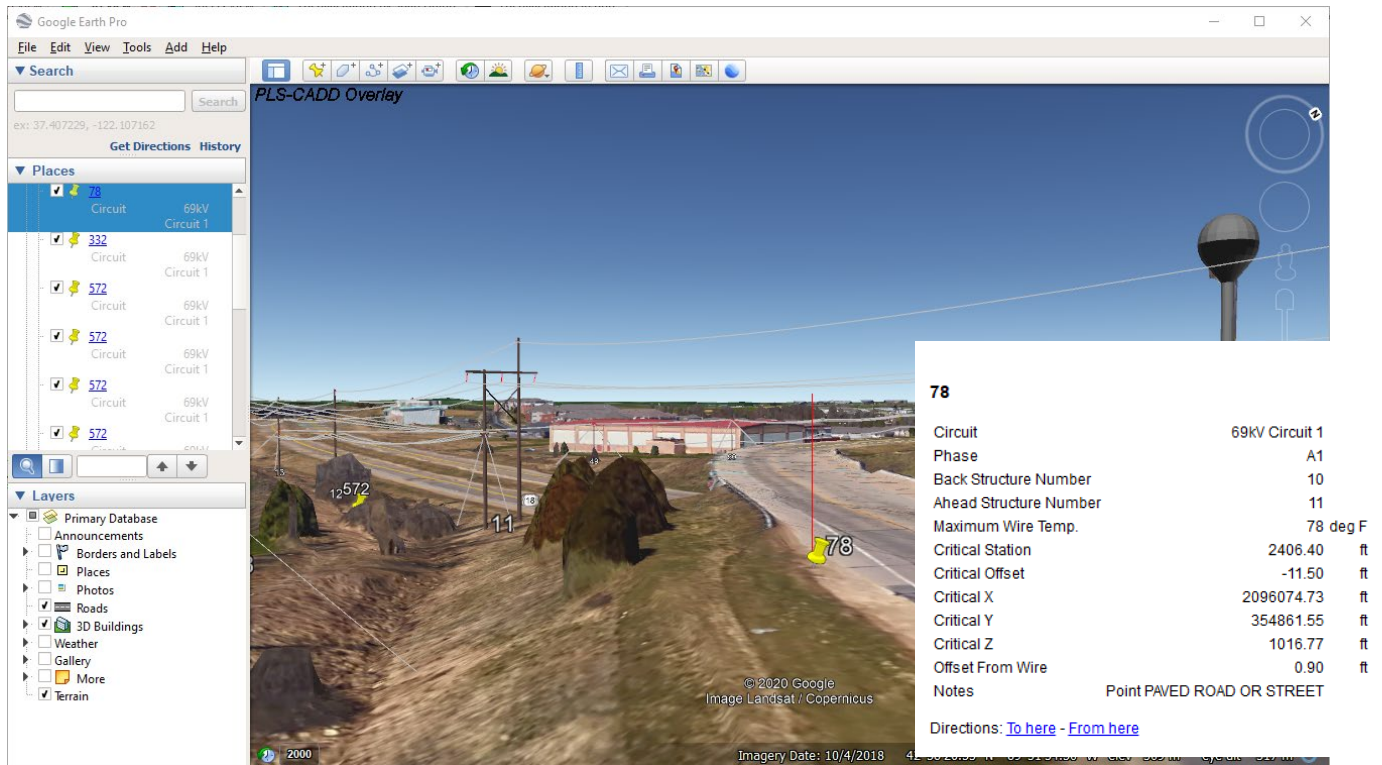 Google Earth Pro
File Edit View Tools Add Help
Search
Search
ex: 37.407229, -122.107162
Get Directions History
Places
78
Circuit 69kV
Circuit 1
332
Circuit 69kV
Circuit 1
572
Circuit 69kV
Circuit 1
572
Circuit 69kV
Circuit 1
572
Circuit 69kV
Circuit 1
572
Layers
Primary Database
Announcements
Borders and Labels
Places
Photos
Roads
3D Buildings
Weather
Gallery
More
Terrain
PLS-CADD Overlay
N
12572
49
18
11
78
© 2020 Google
Image Landsat / Copernicus
2000
Imagery Date: 10/4/2018
78
Circuit 69kV Circuit 1
Phase A1
Back Structure Number 10
Ahead Structure Number 11
Maximum Wire Temp. 78 deg F
Critical Station 2406.40 ft
Critical Offset -11.50 ft
Critical X 2096074.73 ft
Critical Y 354861.55 ft
Critical Z 1016.77 ft
Offset From Wire 0.90 ft
Notes Point PAVED ROAD OR STREET
Directions: To here - From here